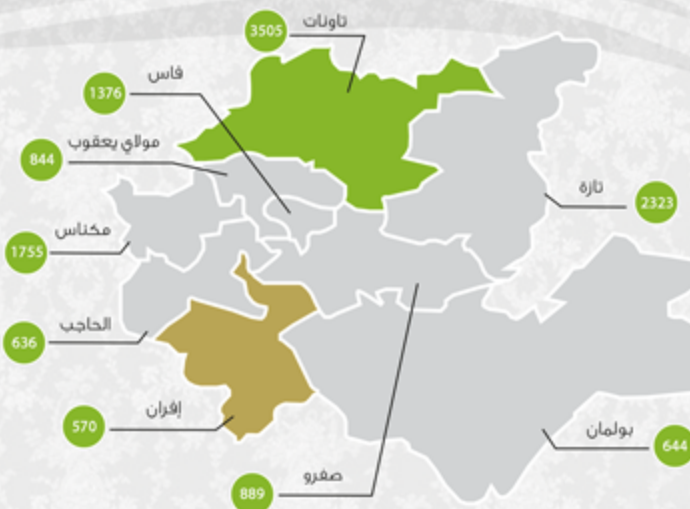 تاونات
3505
فاس
1376
مولاي يعقوب
844
تازة
2323
مكناس
1755
الحاجب
636
إفران
570
بولمان
644
صفرو
889